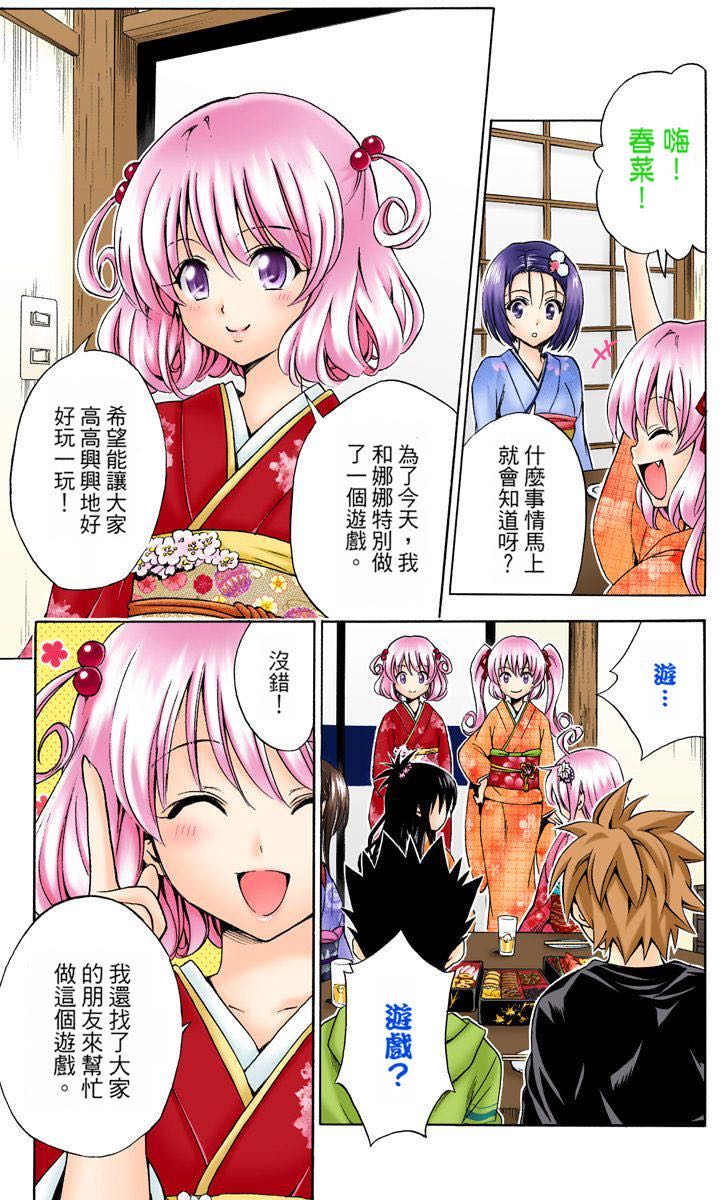 嗨！
春菜！
什麼事情馬上
就會知道呀？
為了今天，我
和娜娜特別做
了一個遊戲。
希望能讓大家
高高興興地好
好玩一玩！
遊…
遊戲？
沒錯！
我還找了大家
的朋友來幫忙
做這個遊戲。